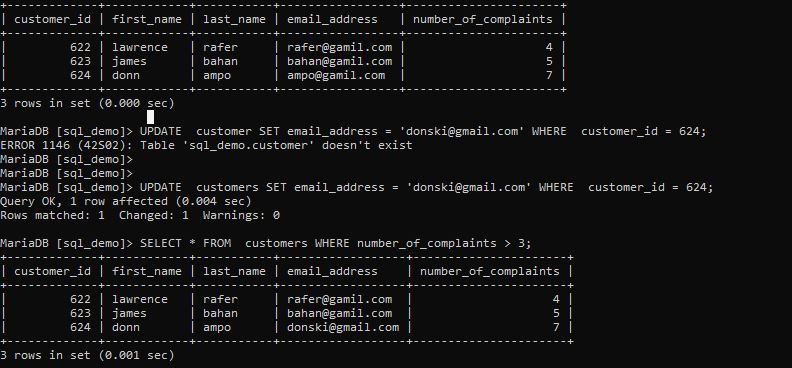 +-------------+------------+-----------+-----------------+----------------------+
| customer_id | first_name | last_name | email_address   | number_of_complaints |
+-------------+------------+-----------+-----------------+----------------------+
|         622 | lawrence   | rafer     | rafer@gamil.com |                    4 |
|         623 | james      | bahan     | bahan@gamil.com |                    5 |
|         624 | donn       | ampo      | ampo@gamil.com  |                    7 |
+-------------+------------+-----------+-----------------+----------------------+
3 rows in set (0.000 sec)
MariaDB [sql_demo]> UPDATE  customer SET email_address = 'donski@gmail.com' WHERE  customer_id = 624;
ERROR 1146 (42S02): Table 'sql_demo.customer' doesn't exist
MariaDB [sql_demo]>
MariaDB [sql_demo]>
MariaDB [sql_demo]> UPDATE  customers SET email_address = 'donski@gmail.com' WHERE  customer_id = 624;
Query OK, 1 row affected (0.004 sec)
Rows matched: 1  Changed: 1  Warnings: 0
MariaDB [sql_demo]> SELECT * FROM  customers WHERE number_of_complaints > 3;
+-------------+------------+-----------+------------------+----------------------+
| customer_id | first_name | last_name | email_address    | number_of_complaints |
+-------------+------------+-----------+------------------+----------------------+
|         622 | lawrence   | rafer     | rafer@gamil.com  |                    4 |
|         623 | james      | bahan     | bahan@gamil.com  |                    5 |
|         624 | donn       | ampo      | donski@gmail.com |                    7 |
+-------------+------------+-----------+------------------+----------------------+
3 rows in set (0.001 sec)